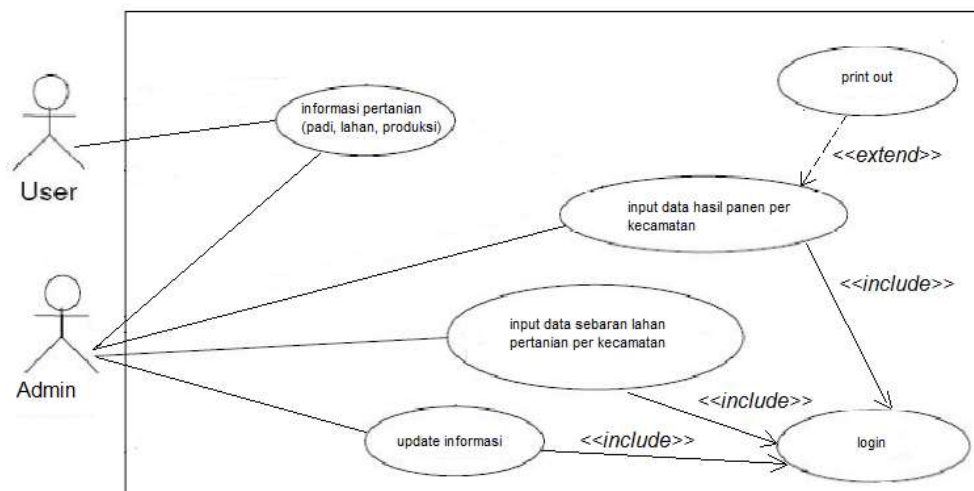 print out
informasi pertanian
(padi, lahan, produksi)
<<extend>>
User
input data hasil panen per
kecamatan
<<include>>
input data sebaran lahan
pertanian per kecamatan
Admin
<<include>>
update informasi
<<include>>
login